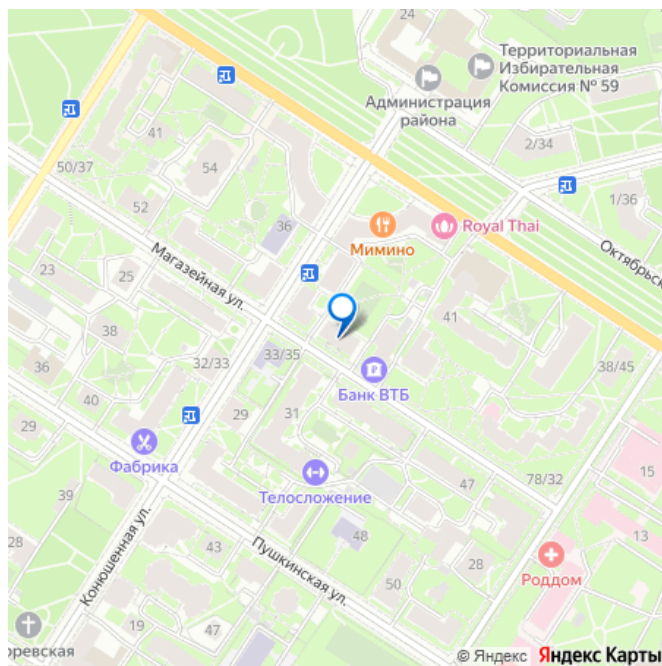 24
Территориальная
Избирательная
Комиссия № 59
Администрация
района
41
2/34
54
50/37
1/36
52
36
Royal Thai
Мимино
Октябрьск
Магазейная ул.
23
25
41
38
33/35
32/33
38/45
36
Банк ВТБ
40
29
31
29
Фабрика
78/32
15
Телосложение
47
39
48
13
28
Конюшенная ул.
43
Пушкинская ул.
28
Роддом
50
19
47
оревская
© Яндекс Яндекс Карты